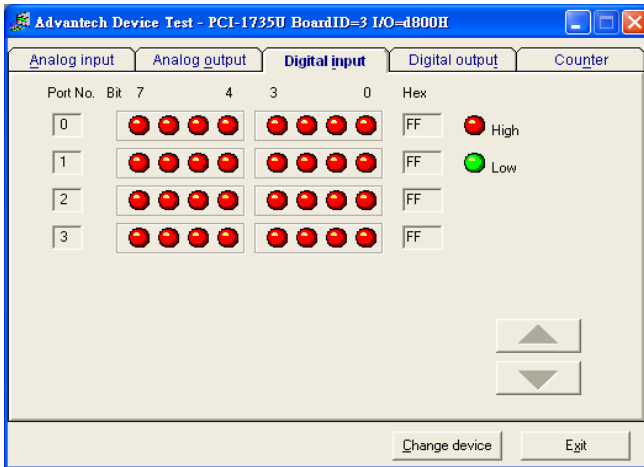 Advantech Device Test - PCI-1735U BoardID=3 I/O=d800H
Analog input Analog output Digital input Digital output Counter
Port No. Bit 7 4 3 0 Hex
0 FF High
1 FF Low
2 FF
3 FF
Change device Exit